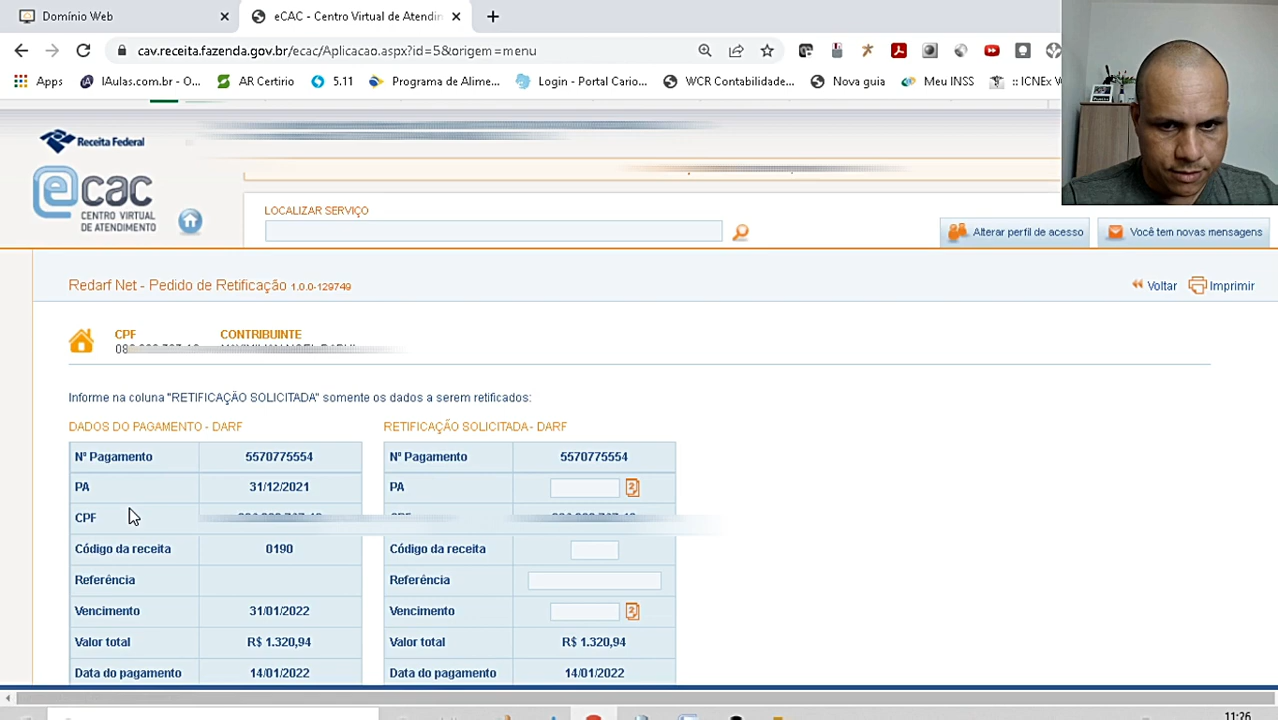 Domínio Web
eCAC - Centro Virtual de Atendin
cav.receita.fazenda.gov.br/ecac/Aplicacao.aspx?id=5&origem=menu
Apps
IAulas.com.br - O...
AR Certirio
5.11
Programa de Alime...
Login - Portal Cario...
WCR Contabilidade...
Nova guia
Meu INSS
:: ICNEx
Receita Federal
eCAC
CENTRO VIRTUAL
DE ATENDIMENTO
LOCALIZAR SERVIÇO
Alterar perfil de acesso
Você tem novas mensagens
Redarf Net - Pedido de Retificação 1.0.0-129749
Voltar
Imprimir
CPF
CONTRIBUINTE
Informe na coluna "RETIFICAÇÃO SOLICITADA" somente os dados a serem retificados:
DADOS DO PAGAMENTO - DARF
RETIFICAÇÃO SOLICITADA - DARF
Nº Pagamento 5570775554 Nº Pagamento 5570775554
PA 31/12/2021 PA
CPF
Código da receita 0190 Código da receita
Referência Referência
Vencimento 31/01/2022 Vencimento
Valor total R$ 1.320,94 Valor total R$ 1.320,94
Data do pagamento 14/01/2022 Data do pagamento 14/01/2022
11:26